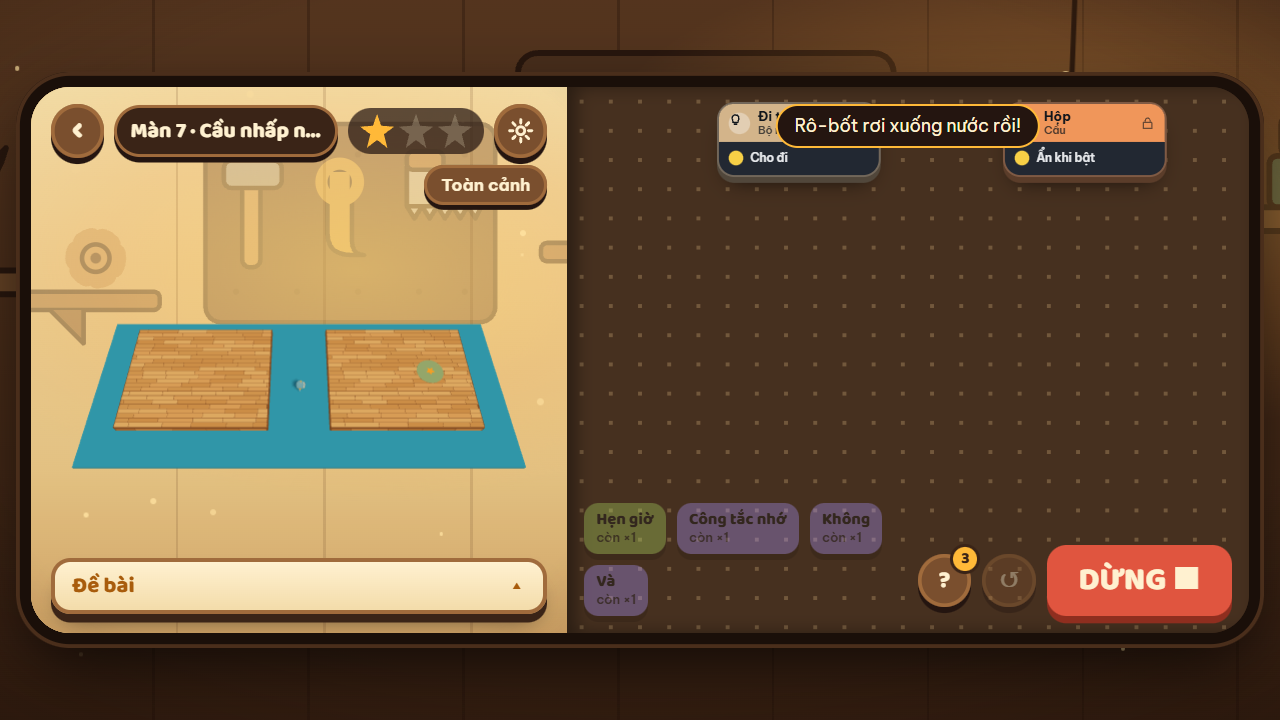 Màn 7 • Cầu nhấp n...
Toàn cảnh
Rô-bốt rơi xuống nước rồi!
Cho đi
Hộp
Cầu
Ẩn khi bật
Hẹn giờ
còn ×1
Công tắc nhớ
còn ×1
Không
còn ×1
Và
còn ×1
Đề bài
?
3
DỪNG